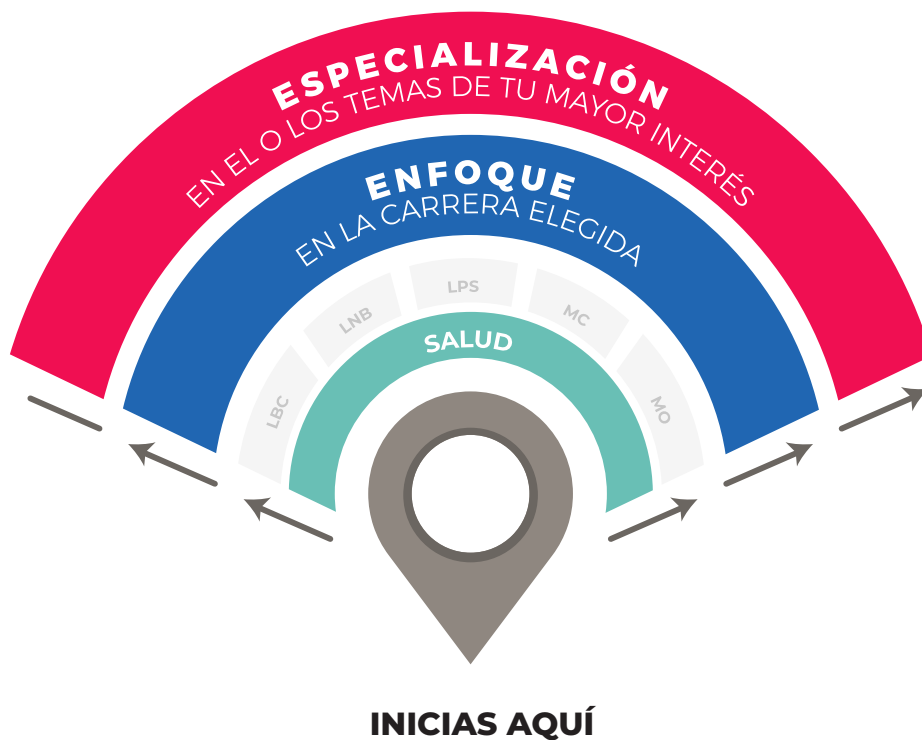 ESPECIALIZACIÓN
EN EL O LOS TEMAS DE TU MAYOR INTERÉS
ENFOQUE
EN LA CARRERA ELEGIDA
LBC
LNB
LPS
MC
MO
SALUD
INICIAS AQUÍ